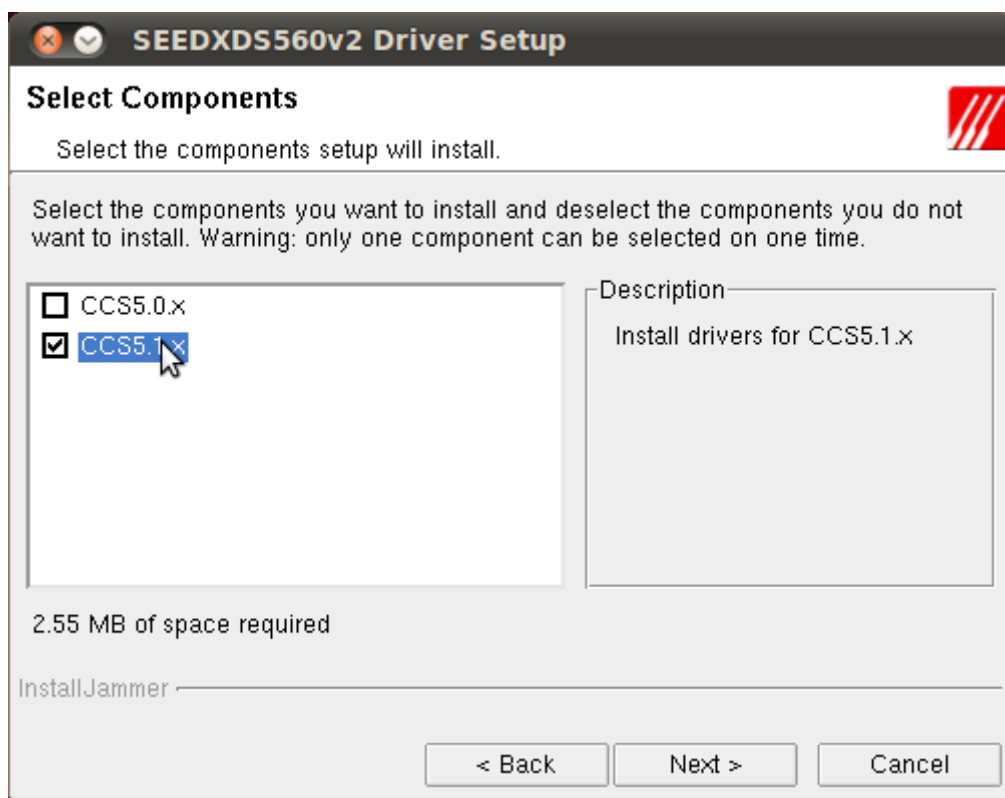 SEEDXDS560v2 Driver Setup
Select Components
Select the components setup will install.
Select the components you want to install and deselect the components you do not
want to install. Warning: only one component can be selected on one time.
CCS5.0.x
CCS5.1.x
Description
Install drivers for CCS5.1.x
2.55 MB of space required
InstallJammer
< Back
Next >
Cancel